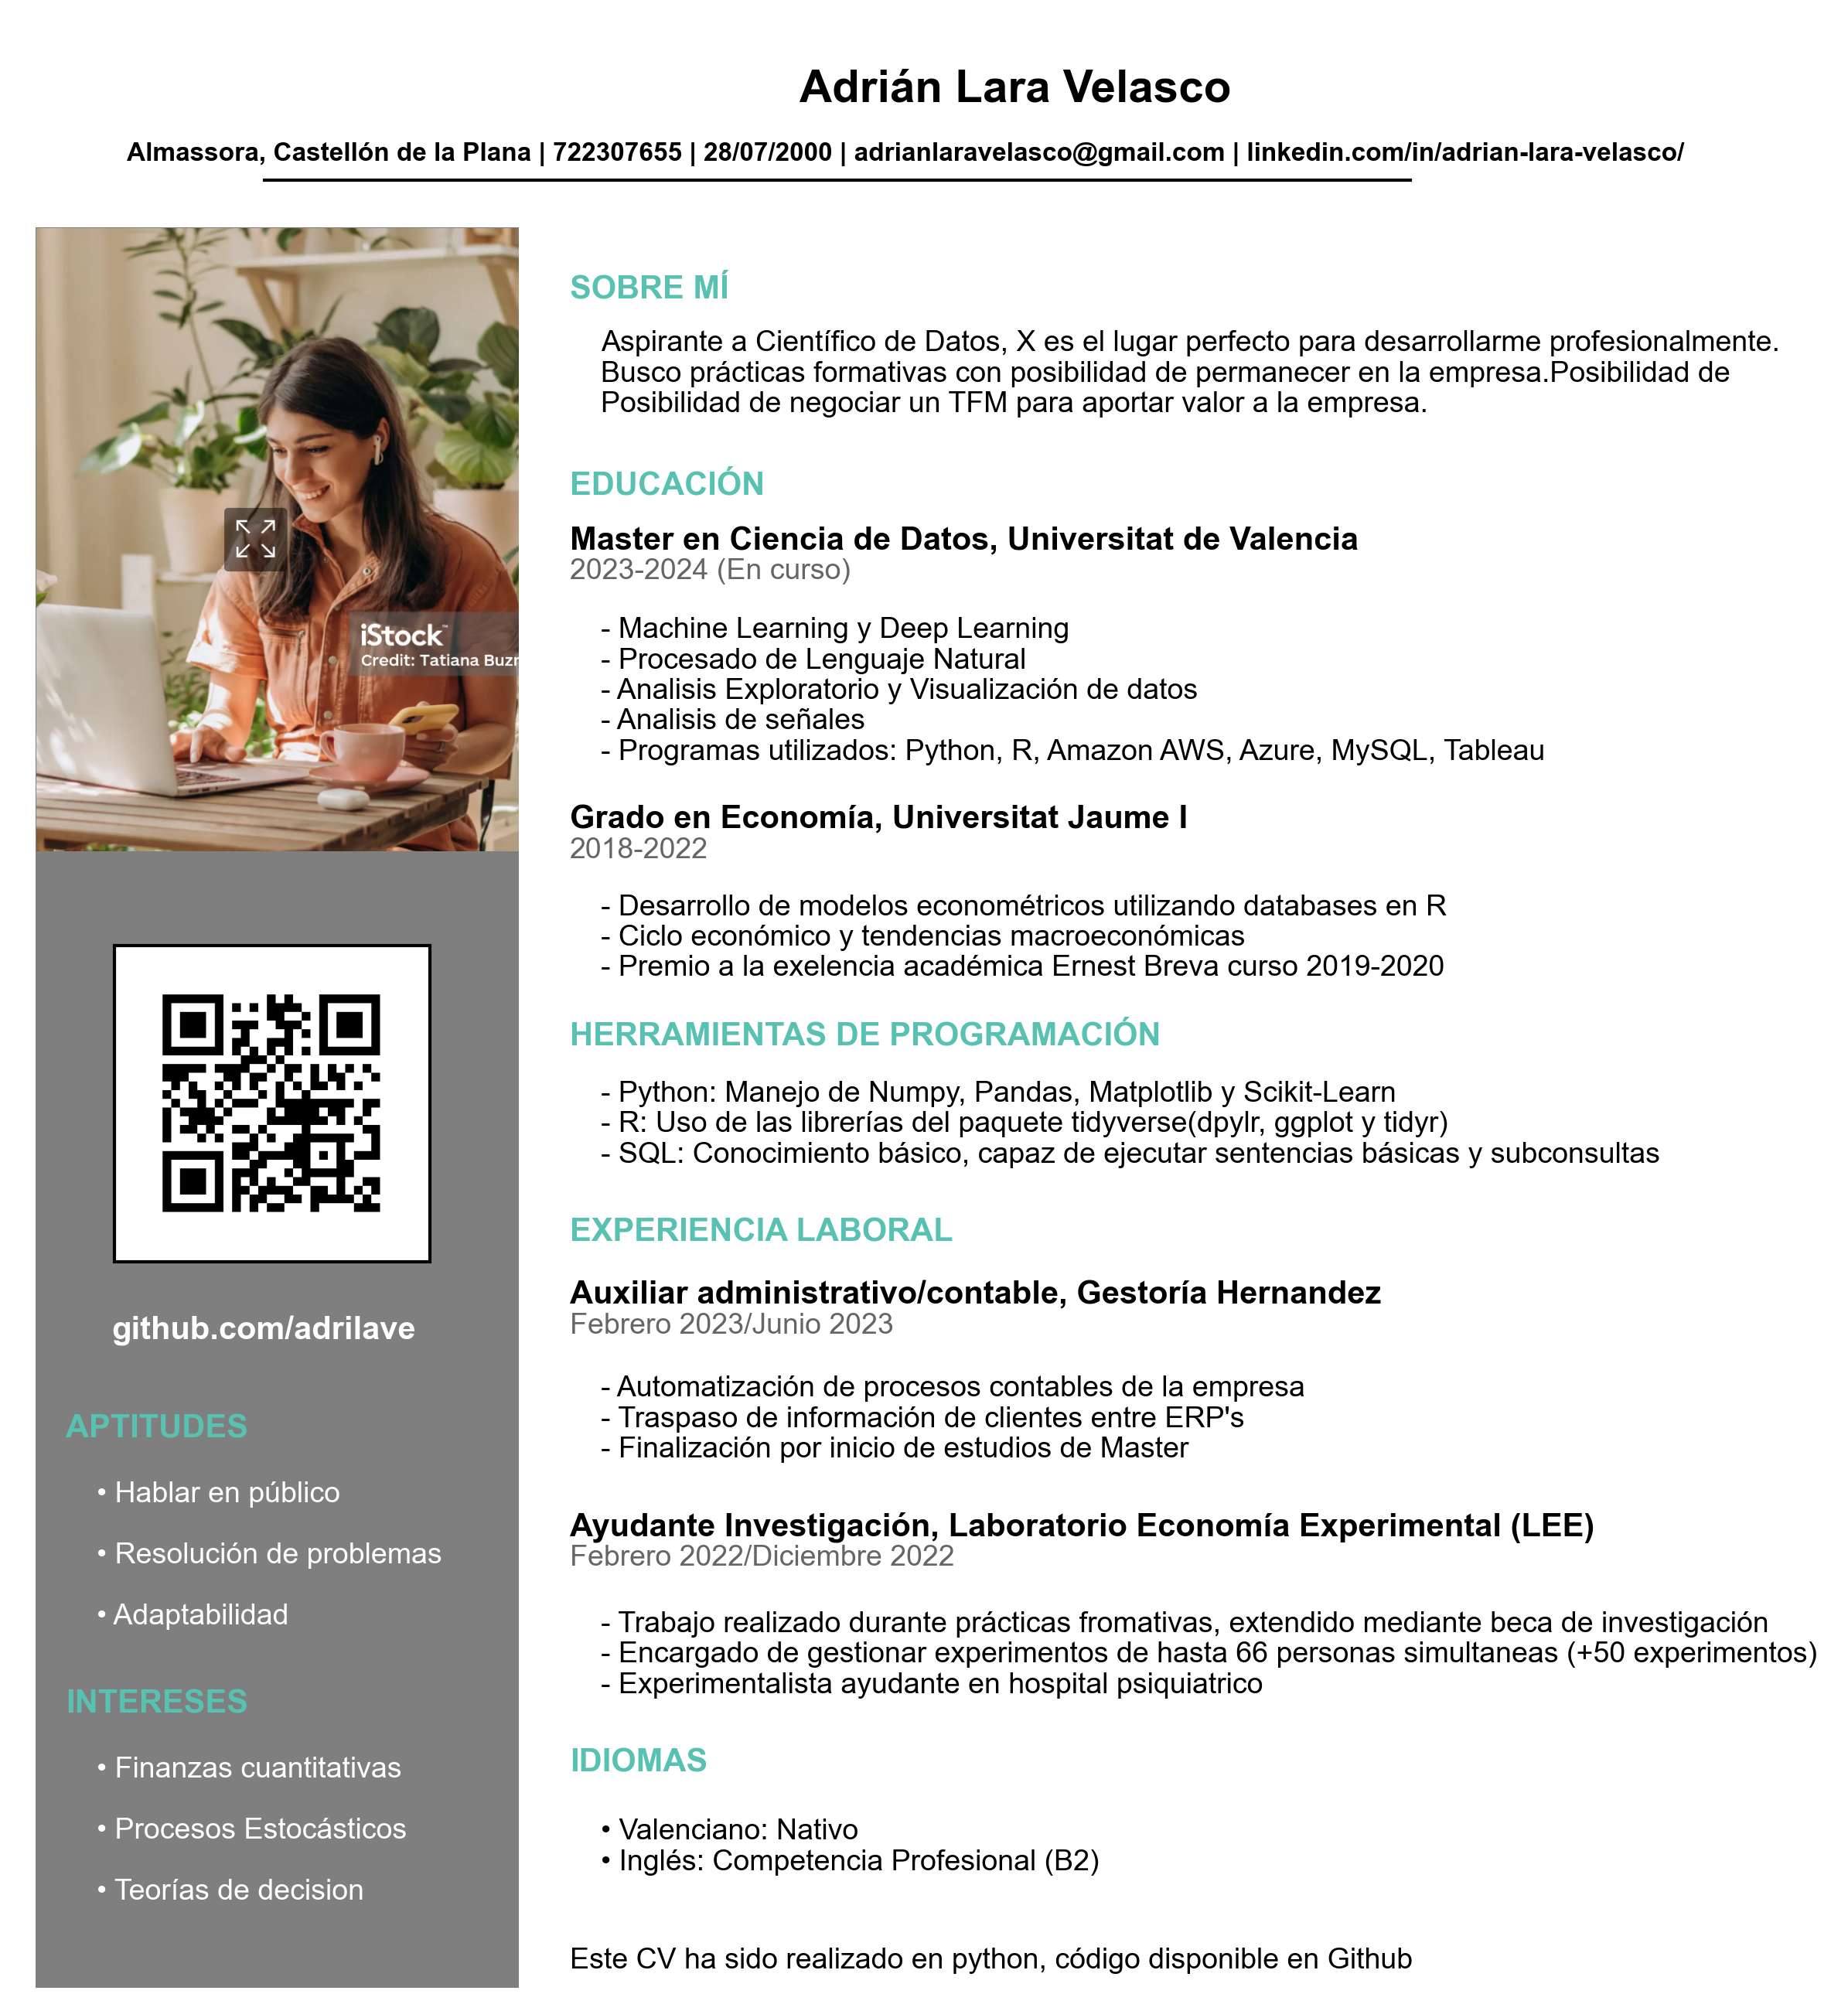 Adrián Lara Velasco
Almassora, Castellón de la Plana | 722307655 | 28/07/2000 | adrianlaravelasco@gmail.com | linkedin.com/in/adrian-lara-velasco/
iStock™
Credit: Tatiana Buzr
github.com/adrilave
APTITUDES
• Hablar en público
• Resolución de problemas
• Adaptabilidad
INTERESES
• Finanzas cuantitativas
• Procesos Estocásticos
• Teorías de decision
SOBRE MÍ
Aspirante a Científico de Datos, X es el lugar perfecto para desarrollarme profesionalmente.
Busco prácticas formativas con posibilidad de permanecer en la empresa.Posibilidad de
Posibilidad de negociar un TFM para aportar valor a la empresa.
EDUCACIÓN
Master en Ciencia de Datos, Universitat de Valencia
2023-2024 (En curso)
- Machine Learning y Deep Learning
- Procesado de Lenguaje Natural
- Analisis Exploratorio y Visualización de datos
- Analisis de señales
- Programas utilizados: Python, R, Amazon AWS, Azure, MySQL, Tableau
Grado en Economía, Universitat Jaume I
2018-2022
- Desarrollo de modelos econométricos utilizando databases en R
- Ciclo económico y tendencias macroeconómicas
- Premio a la exelencia académica Ernest Breva curso 2019-2020
HERRAMIENTAS DE PROGRAMACIÓN
- Python: Manejo de Numpy, Pandas, Matplotlib y Scikit-Learn
- R: Uso de las librerías del paquete tidyverse(dpylr, ggplot y tidyr)
- SQL: Conocimiento básico, capaz de ejecutar sentencias básicas y subconsultas
EXPERIENCIA LABORAL
Auxiliar administrativo/contable, Gestoría Hernandez
Febrero 2023/Junio 2023
- Automatización de procesos contables de la empresa
- Traspaso de información de clientes entre ERP's
- Finalización por inicio de estudios de Master
Ayudante Investigación, Laboratorio Economía Experimental (LEE)
Febrero 2022/Diciembre 2022
- Trabajo realizado durante prácticas fromativas, extendido mediante beca de investigación
- Encargado de gestionar experimentos de hasta 66 personas simultaneas (+50 experimentos)
- Experimentalista ayudante en hospital psiquiatrico
IDIOMAS
• Valenciano: Nativo
• Inglés: Competencia Profesional (B2)
Este CV ha sido realizado en python, código disponible en Github